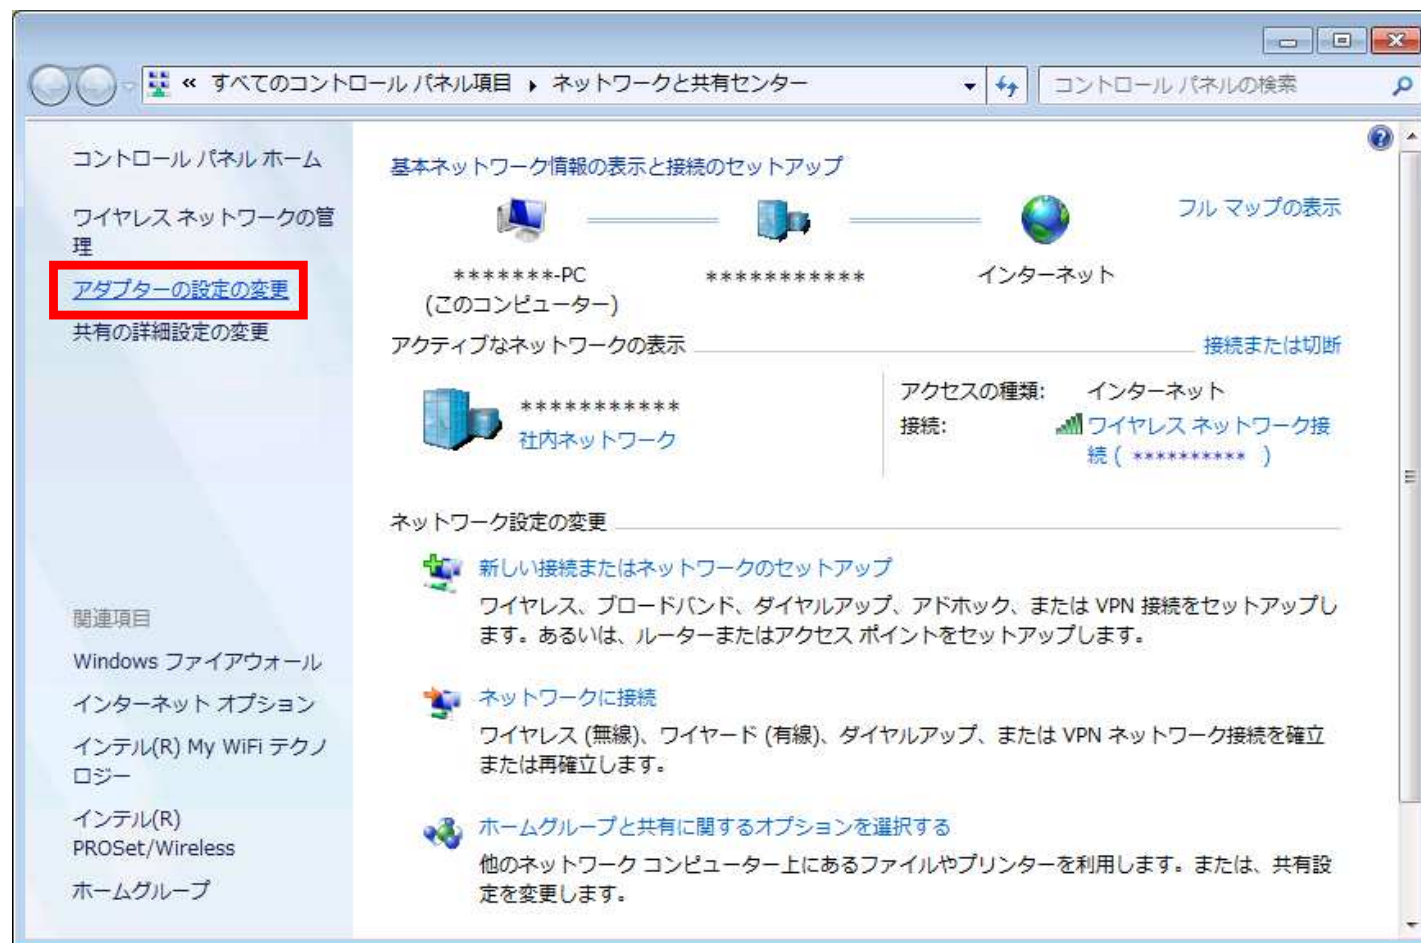 « すべてのコントロール パネル項目 ▸ ネットワークと共有センター
コントロール パネルの検索
コントロール パネル ホーム
ワイヤレス ネットワークの管
理
アダプターの設定の変更
共有の詳細設定の変更
関連項目
Windows ファイアウォール
インターネット オプション
インテル(R) My WiFi テクノ
ロジー
インテル(R)
PROSet/Wireless
ホームグループ
基本ネットワーク情報の表示と接続のセットアップ
フル マップの表示
*******-PC
(このコンピューター)
***********
インターネット
アクティブなネットワークの表示
接続または切断
***********
社内ネットワーク
アクセスの種類: インターネット
接続: ワイヤレス ネットワーク接
続 ( ********** )
ネットワーク設定の変更
新しい接続またはネットワークのセットアップ
ワイヤレス、ブロードバンド、ダイヤルアップ、アドホック、または VPN 接続をセットアップし
ます。あるいは、ルーターまたはアクセス ポイントをセットアップします。
ネットワークに接続
ワイヤレス (無線)、ワイヤード (有線)、ダイヤルアップ、または VPN ネットワーク接続を確立
または再確立します。
ホームグループと共有に関するオプションを選択する
他のネットワーク コンピューター上にあるファイルやプリンターを利用します。または、共有設
定を変更します。